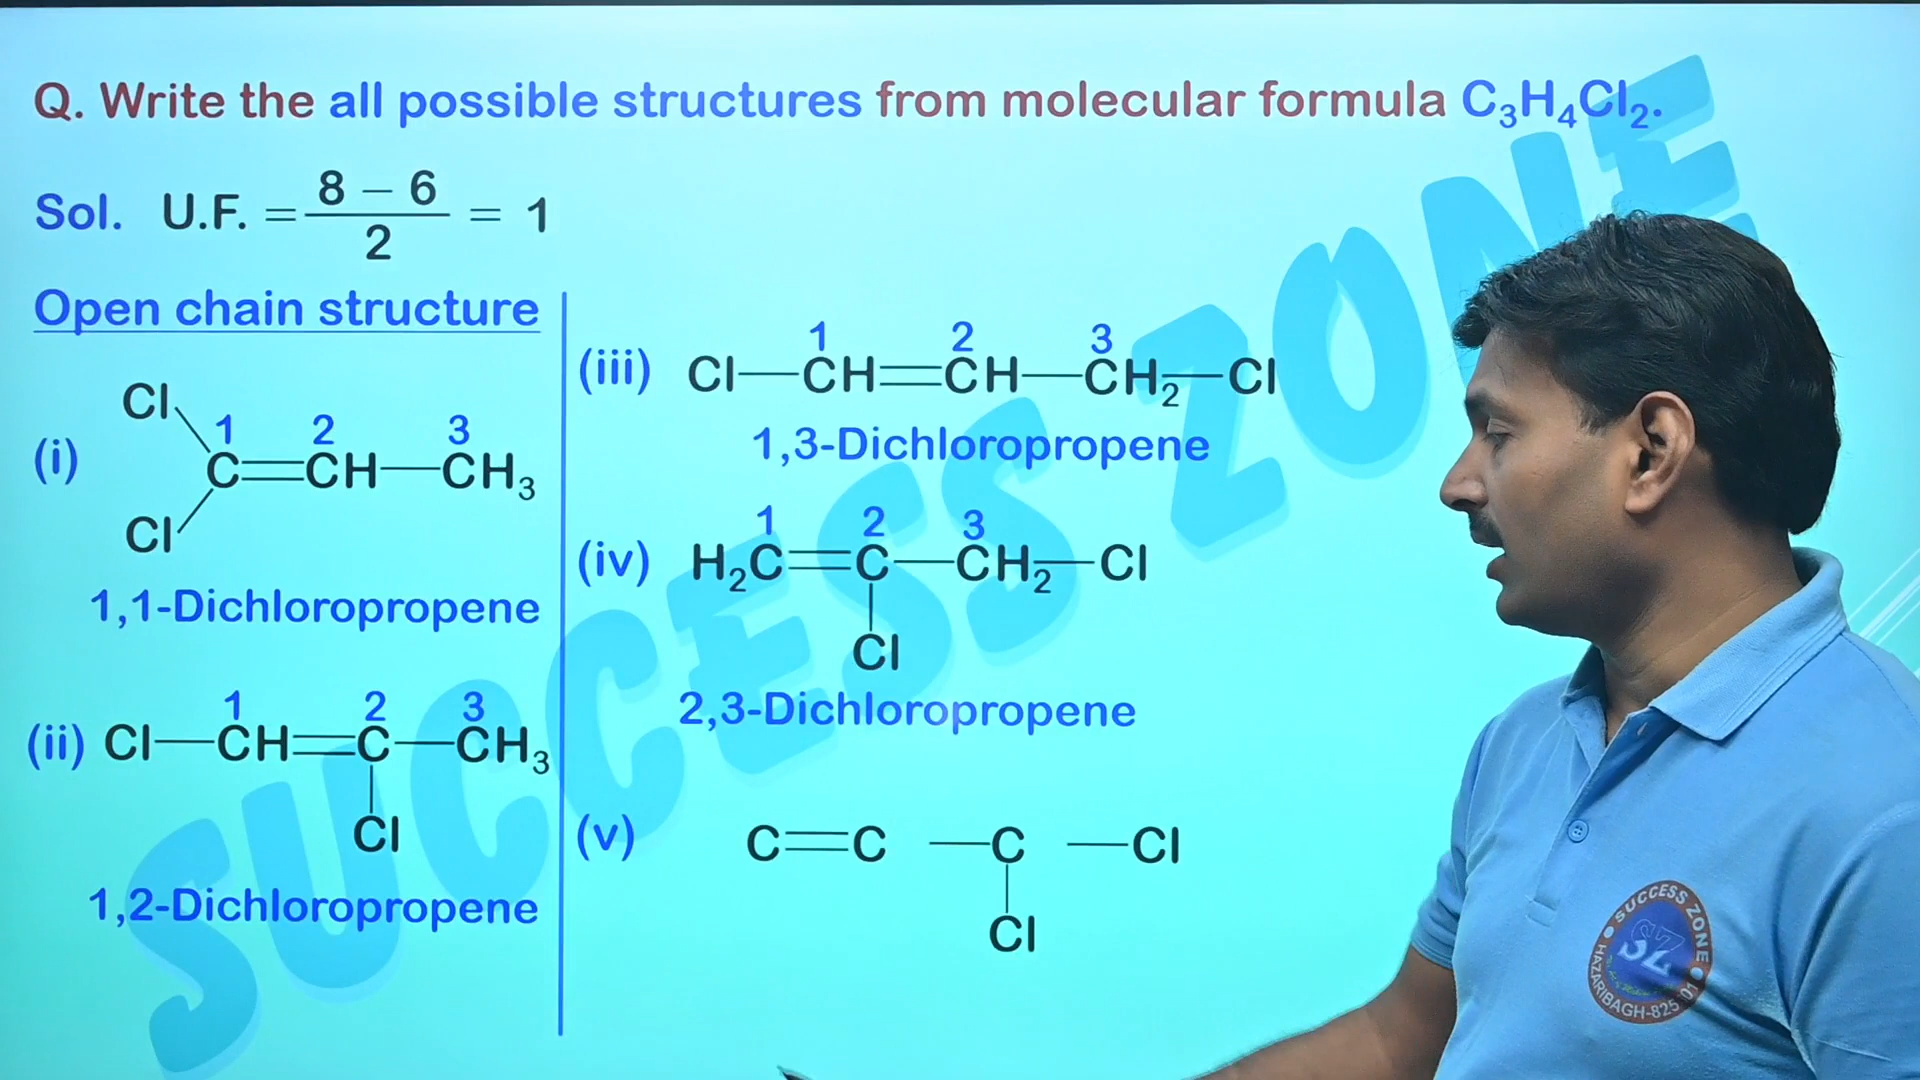 Q. Write the all possible structures from molecular formula C₃H₄Cl₂.
Sol. U.F. = 8 – 6 / 2 = 1
Open chain structure
(i)
Cl
1 2 3
C=CH—CH₃
Cl
1,1-Dichloropropene
(ii)
1 2 3
Cl—CH=C—CH₃
Cl
1,2-Dichloropropene
(iii)
1 2 3
Cl—CH=CH—CH₂—Cl
1,3-Dichloropropene
(iv)
1 2 3
H₂C=C—CH₂—Cl
Cl
2,3-Dichloropropene
(v)
C=C —C —Cl
Cl
SUCCESS ZONE
SUCCESS ZONE
SZ